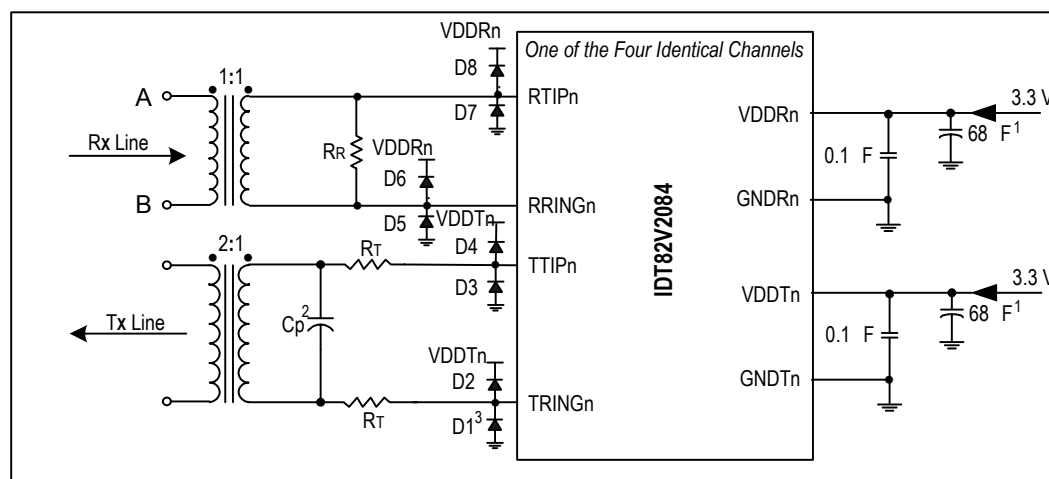 One of the Four Identical Channels
VDDRn
D8
1:1
A
RTIPn
D7
VDDRn
3.3 V
Rx Line
RR
VDDRn
68 F1
D6
0.1 F
B
RRINGn
GNDRn
D5
VDDTn
2:1
D4
RT
TTIPn
IDT82V2084
D3
VDDTn
3.3 V
Tx Line
Cp2
68 F1
0.1 F
VDDTn
D2
GNDTn
TRINGn
RT
D13